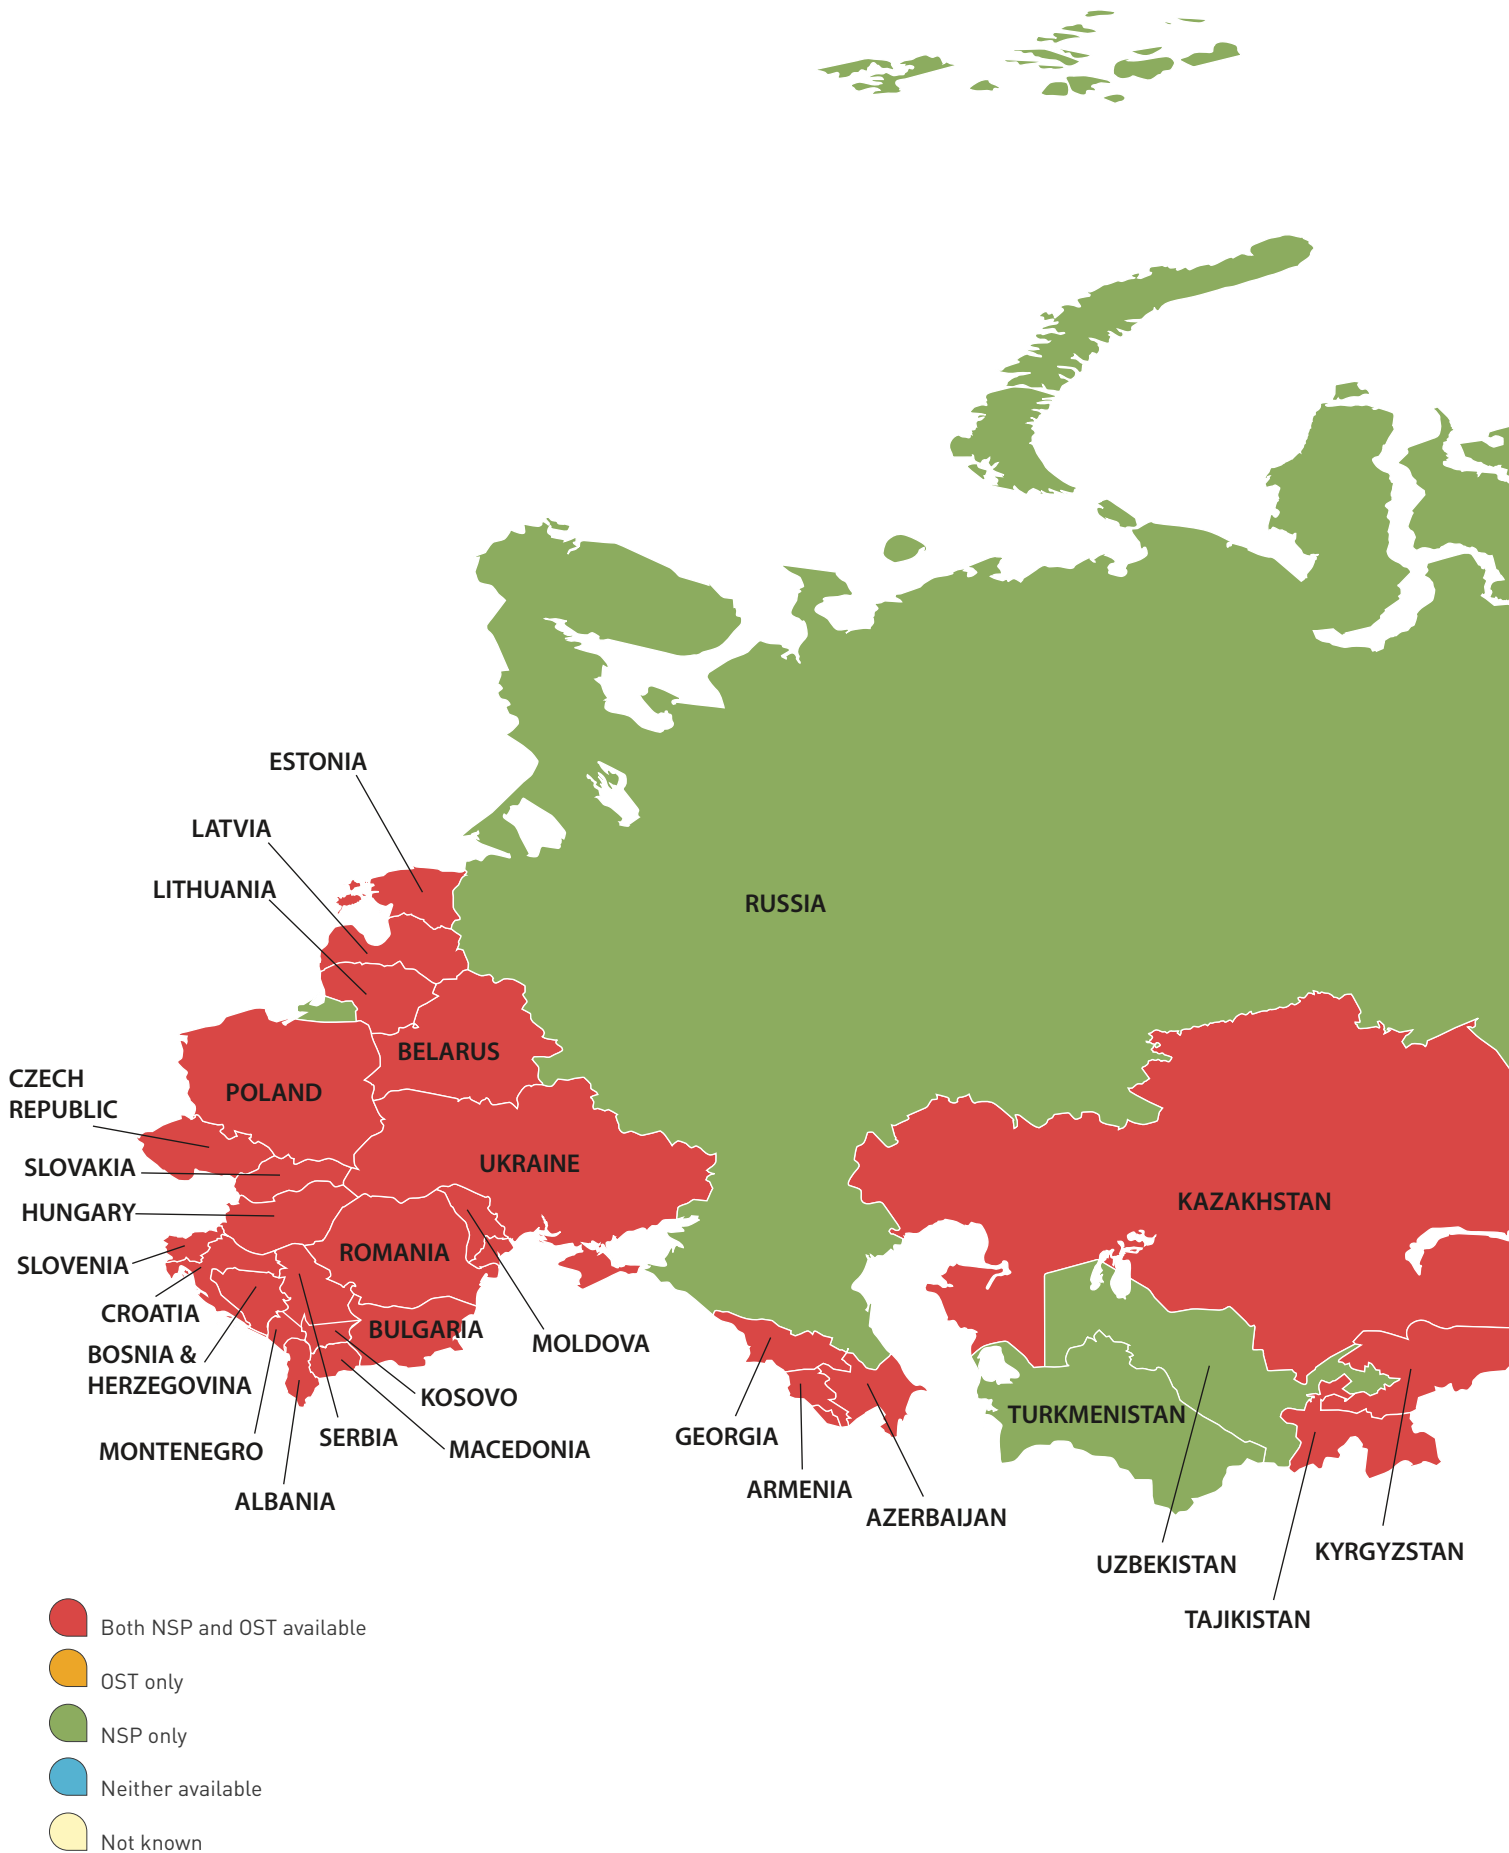 ESTONIA
LATVIA
LITHUANIA
RUSSIA
BELARUS
CZECH
REPUBLIC
POLAND
SLOVAKIA
UKRAINE
HUNGARY
KAZAKHSTAN
SLOVENIA
ROMANIA
CROATIA
BULGARIA
MOLDOVA
BOSNIA &
HERZEGOVINA
KOSOVO
TURKMENISTAN
MONTENEGRO
SERBIA
MACEDONIA
GEORGIA
ALBANIA
ARMENIA
AZERBAIJAN
UZBEKISTAN
KYRGYZSTAN
TAJIKISTAN
Both NSP and OST available
OST only
NSP only
Neither available
Not known